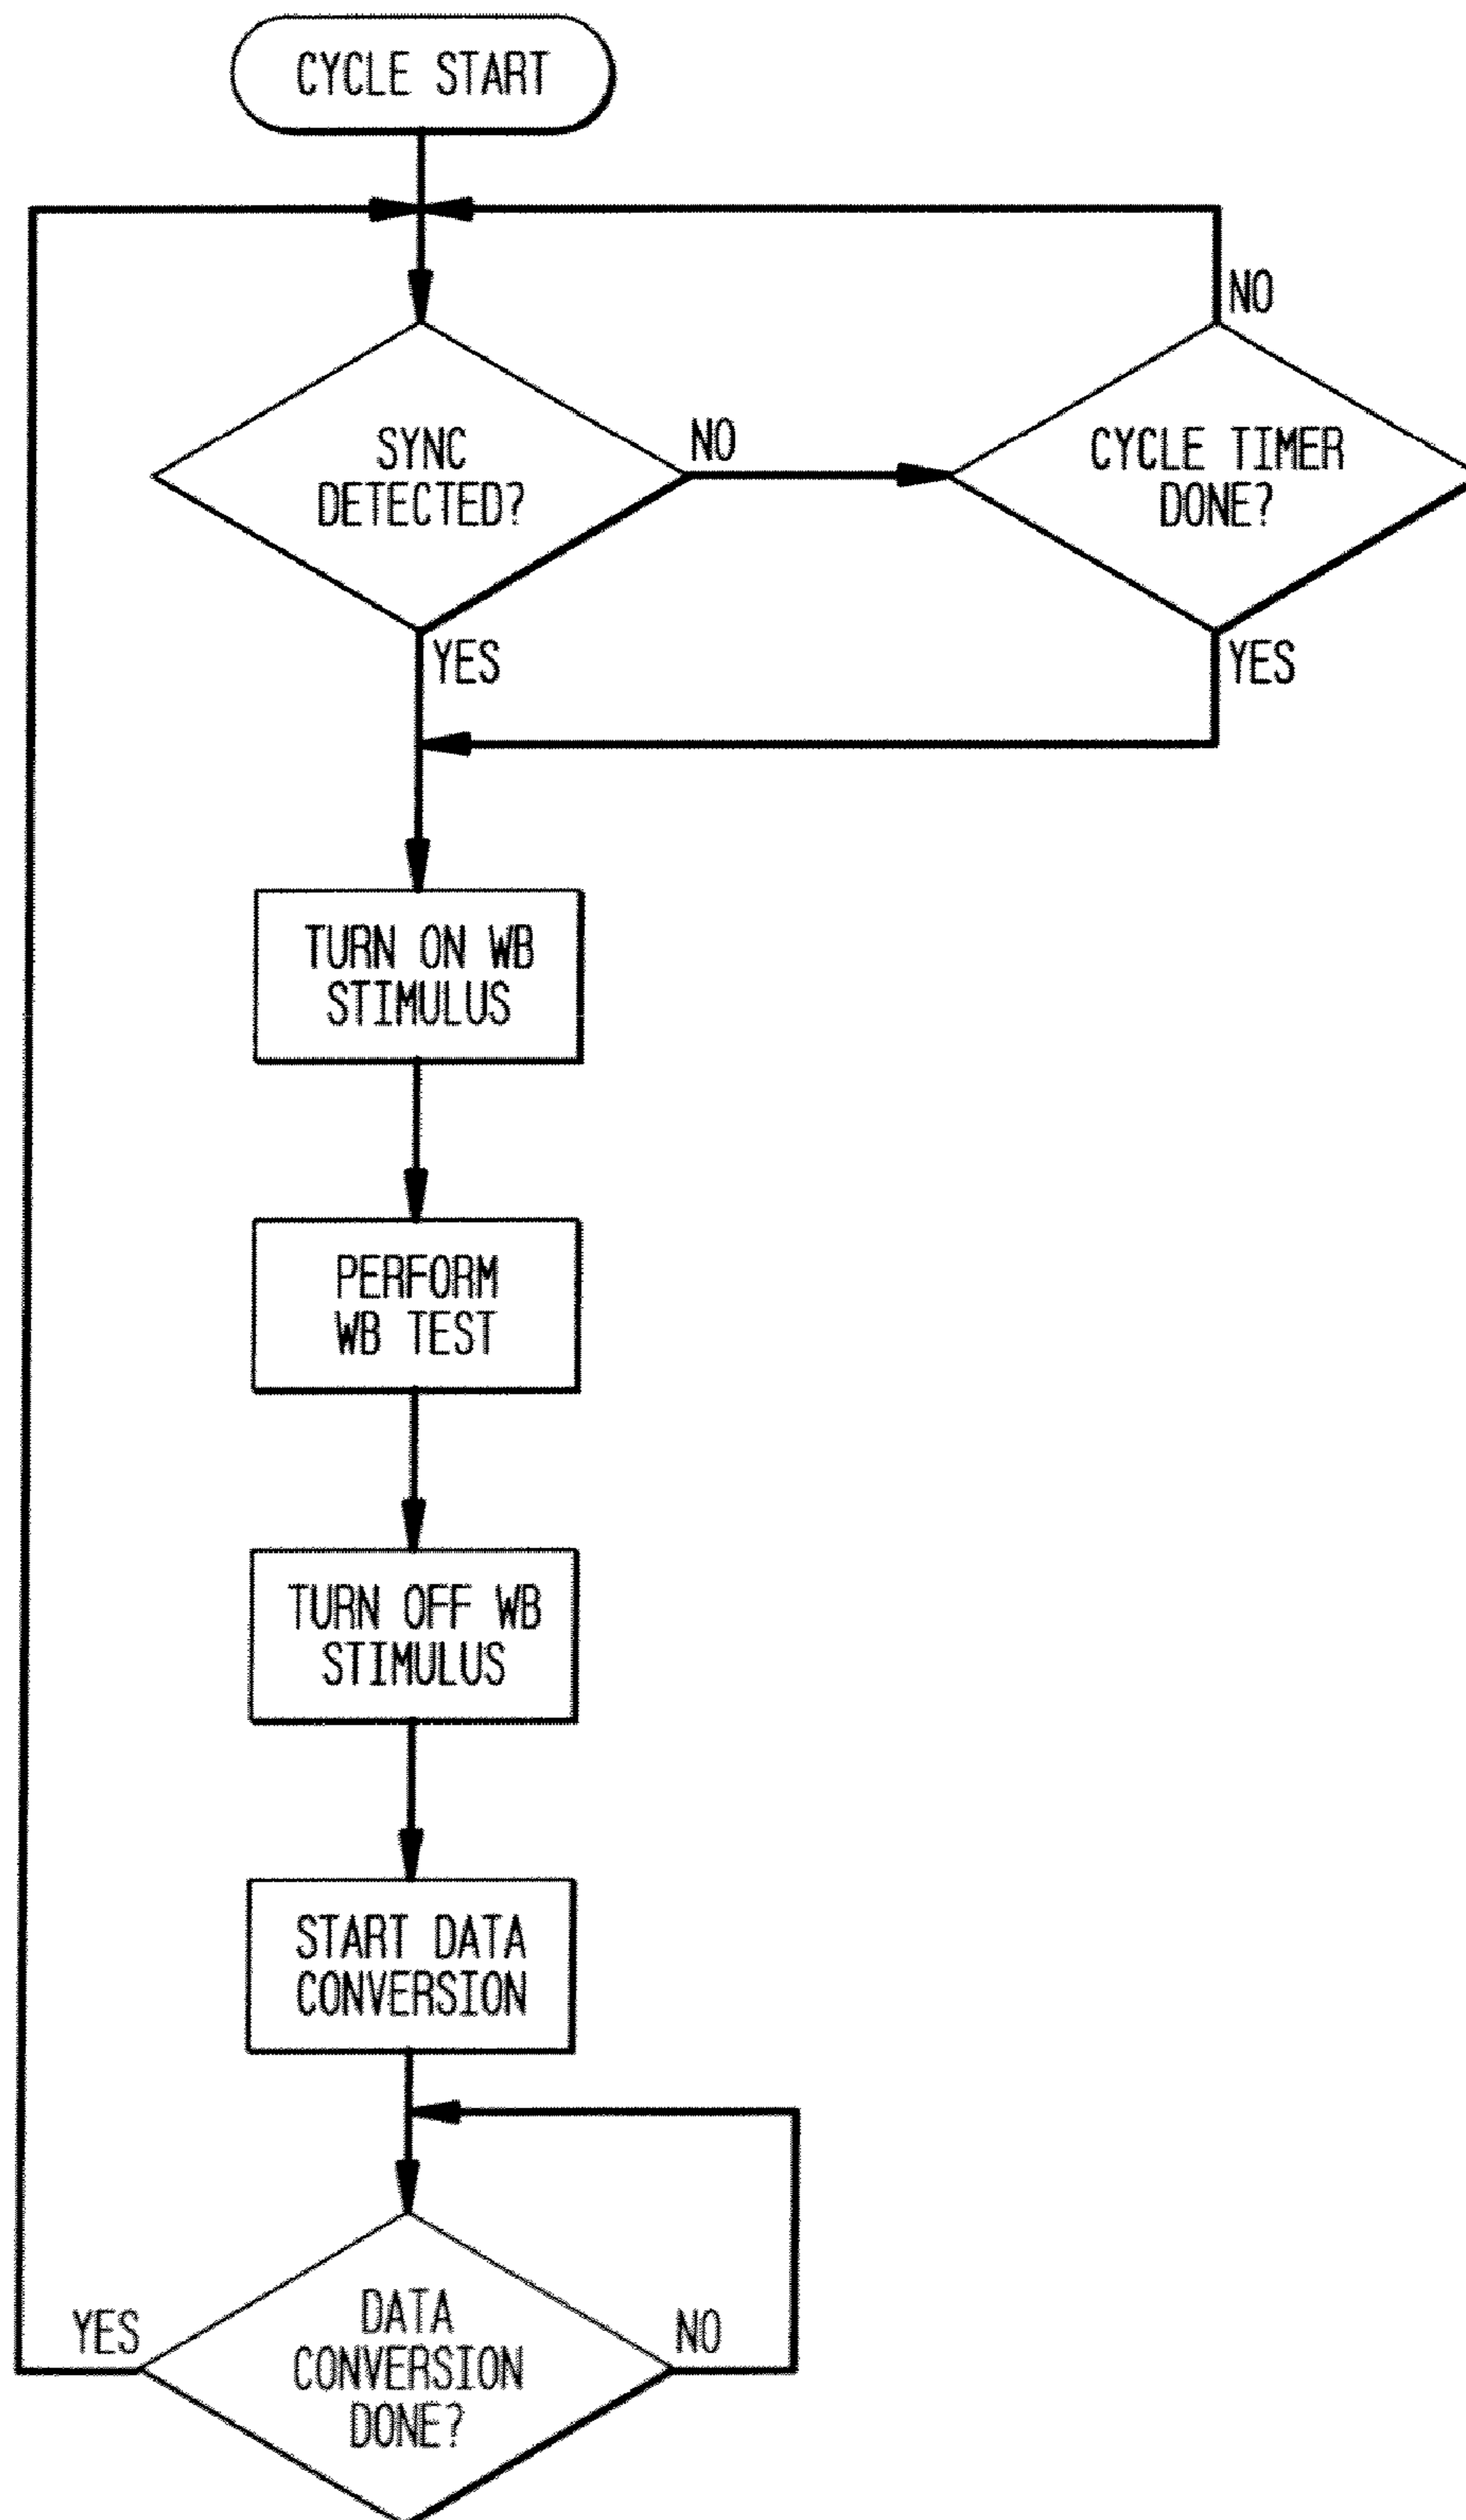 CYCLE START
NO
SYNC
DETECTED?
NO
CYCLE TIMER
DONE?
YES
YES
TURN ON WB
STIMULUS
PERFORM
WB TEST
TURN OFF WB
STIMULUS
START DATA
CONVERSION
YES
DATA
CONVERSION
DONE?
NO